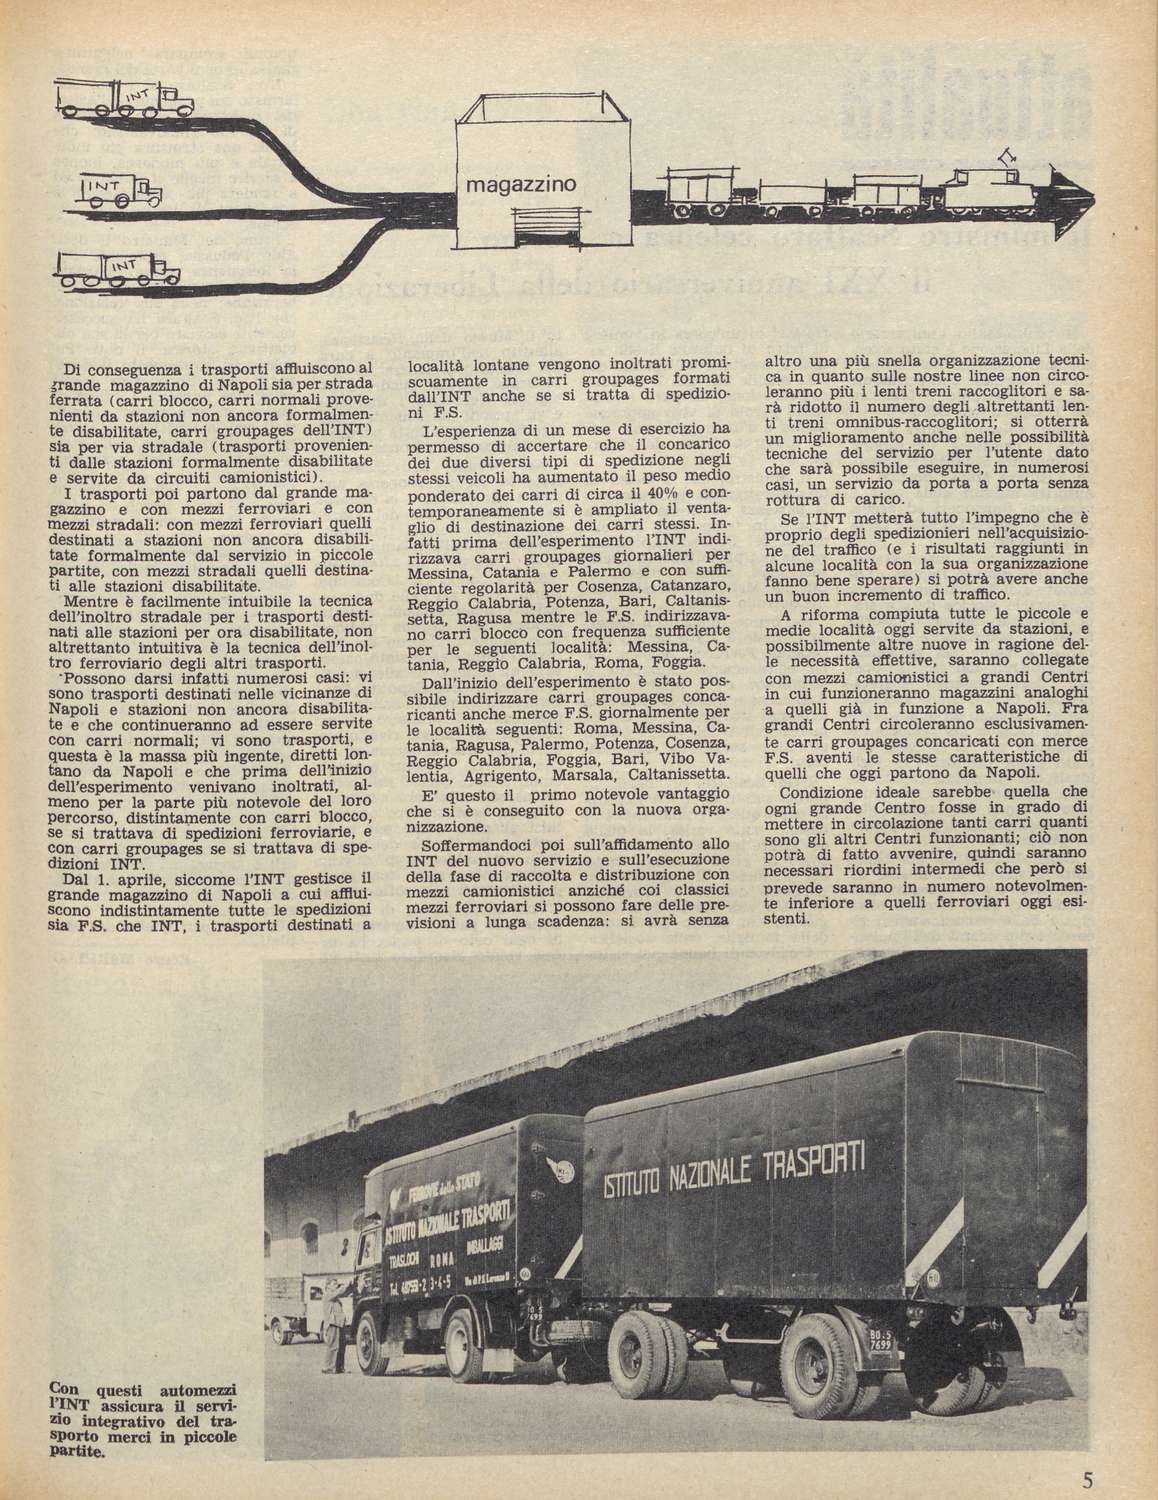 INT
INT
INT
magazzino
Di conseguenza i trasporti affluiscono al
grande magazzino di Napoli sia per strada
ferrata (carri blocco, carri normali prove-
nienti da stazioni non ancora formalmen-
te disabilitate, carri groupages dell'INT)
sia per via stradale (trasporti provenien-
ti dalle stazioni formalmente disabilitate
e servite da circuiti camionistici).
I trasporti poi partono dal grande ma-
gazzino e con mezzi ferroviari e con
mezzi stradali: con mezzi ferroviari quelli
destinati a stazioni non ancora disabili-
tate formalmente dal servizio in piccole
partite, con mezzi stradali quelli destina-
ti alle stazioni disabilitate.
Mentre è facilmente intuibile la tecnica
dell'inoltro stradale per i trasporti desti-
nati alle stazioni per ora disabilitate, non
altrettanto intuitiva è la tecnica dell'inol-
tro ferroviario degli altri trasporti.
Possono darsi infatti numerosi casi: vi
sono trasporti destinati nelle vicinanze di
Napoli e stazioni non ancora disabilita-
te e che continueranno ad essere servite
con carri normali; vi sono trasporti, e
questa è la massa più ingente, diretti lon-
tano da Napoli e che prima dell'inizio
dell'esperimento venivano inoltrati, al-
meno per la parte più notevole del loro
percorso, distintamente con carri blocco,
se si trattava di spedizioni ferroviarie, e
con carri groupages se si trattava di spe-
dizioni INT.
Dal 1. aprile, siccome l'INT gestisce il
grande magazzino di Napoli a cui afflui-
scono indistintamente tutte le spedizioni
sia F.S. che INT, i trasporti destinati a
località lontane vengono inoltrati promi-
scuamente in carri groupages formati
dall'INT anche se si tratta di spedizio-
ni F.S.
L'esperienza di un mese di esercizio ha
permesso di accertare che il concarico
dei due diversi tipi di spedizione negli
stessi veicoli ha aumentato il peso medio
ponderato dei carri di circa il 40% e con-
temporaneamente si è ampliato il venta-
glio di destinazione dei carri stessi. In-
fatti prima dell'esperimento l'INT indi-
rizzava carri groupages giornalieri per
Messina, Catania e Palermo e con suffi-
ciente regolarità per Cosenza, Catanzaro,
Reggio Calabria, Potenza, Bari, Caltanis-
setta, Ragusa mentre le F.S. indirizzava-
no carri blocco con frequenza sufficiente
per le seguenti località: Messina, Ca-
tania, Reggio Calabria, Roma, Foggia.
Dall'inizio dell'esperimento è stato pos-
sibile indirizzare carri groupages conca-
ricanti anche merce F.S. giornalmente per
le località seguenti: Roma, Messina, Ca-
tania, Ragusa, Palermo, Potenza, Cosenza,
Reggio Calabria, Foggia, Bari, Vibo Va-
lentia, Agrigento, Marsala, Caltanissetta.
E' questo il primo notevole vantaggio
che si è conseguito con la nuova orga-
nizzazione.
Soffermandoci poi sull'affidamento allo
INT del nuovo servizio e sull'esecuzione
della fase di raccolta e distribuzione con
mezzi camionistici anziché coi classici
mezzi ferroviari si possono fare delle pre-
visioni a lunga scadenza: si avrà senza
altro una più snella organizzazione tecni-
ca in quanto sulle nostre linee non circo-
leranno più i lenti treni raccoglitori e sa-
rà ridotto il numero degli altrettanti len-
ti treni omnibus-raccoglitori; si otterrà
un miglioramento anche nelle possibilità
tecniche del servizio per l'utente dato
che sarà possibile eseguire, in numerosi
casi, un servizio da porta a porta senza
rottura di carico.
Se l'INT metterà tutto l'impegno che è
proprio degli spedizionieri nell'acquisizio-
ne del traffico (e i risultati raggiunti in
alcune località con la sua organizzazione
fanno bene sperare) si potrà avere anche
un buon incremento di traffico.
A riforma compiuta tutte le piccole e
medie località oggi servite da stazioni, e
possibilmente altre nuove in ragione del-
le necessità effettive, saranno collegate
con mezzi camionistici a grandi Centri
in cui funzioneranno magazzini analoghi
a quelli già in funzione a Napoli. Fra
grandi Centri circoleranno esclusivamen-
te carri groupages concaricati con merce
F.S. aventi le stesse caratteristiche di
quelli che oggi partono da Napoli.
Condizione ideale sarebbe quella che
ogni grande Centro fosse in grado di
mettere in circolazione tanti carri quanti
sono gli altri Centri funzionanti; ciò non
potrà di fatto avvenire, quindi saranno
necessari riordini intermedi che però si
prevede saranno in numero notevolmen-
te inferiore a quelli ferroviari oggi esi-
stenti.
FERROVIE dello STATO
ISTITUTO NAZIONALE TRASPORTI
TRASLOCHI ROMA IMBALLAGGI
ISTITUTO NAZIONALE TRASPORTI
BO·5
7699
Con questi automezzi
l'INT assicura il servi-
zio integrativo del tra-
sporto merci in piccole
partite.
5